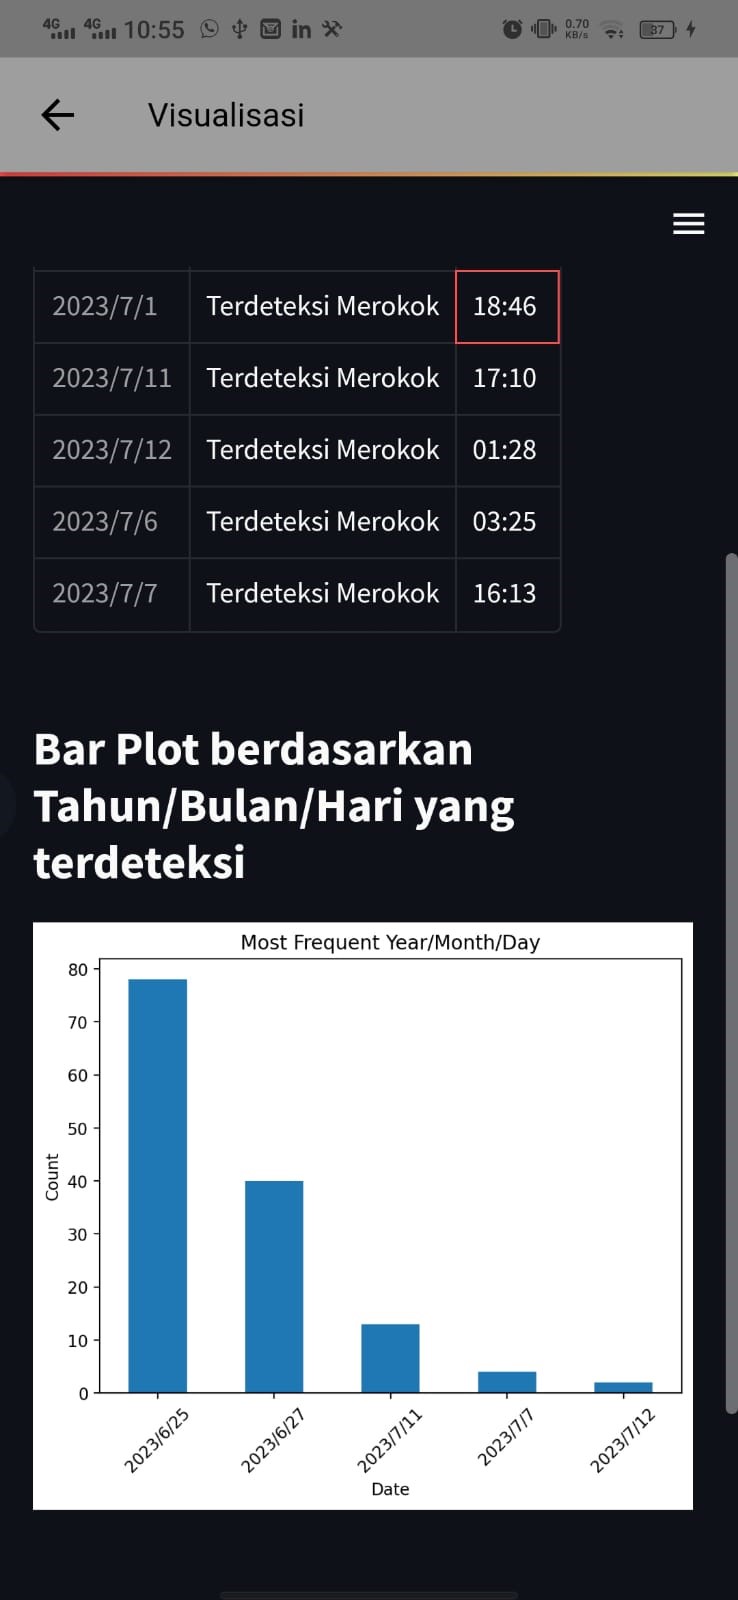 4G 4G 10:55 in 0.70 KB/s 37
Visualisasi
2023/7/1 Terdeteksi Merokok 18:46
2023/7/11 Terdeteksi Merokok 17:10
2023/7/12 Terdeteksi Merokok 01:28
2023/7/6 Terdeteksi Merokok 03:25
2023/7/7 Terdeteksi Merokok 16:13
Bar Plot berdasarkan
Tahun/Bulan/Hari yang
terdeteksi
Most Frequent Year/Month/Day
80
70
60
50
40
30
20
10
0
Count
2023/6/25 2023/6/27 2023/7/11 2023/7/7 2023/7/12
Date